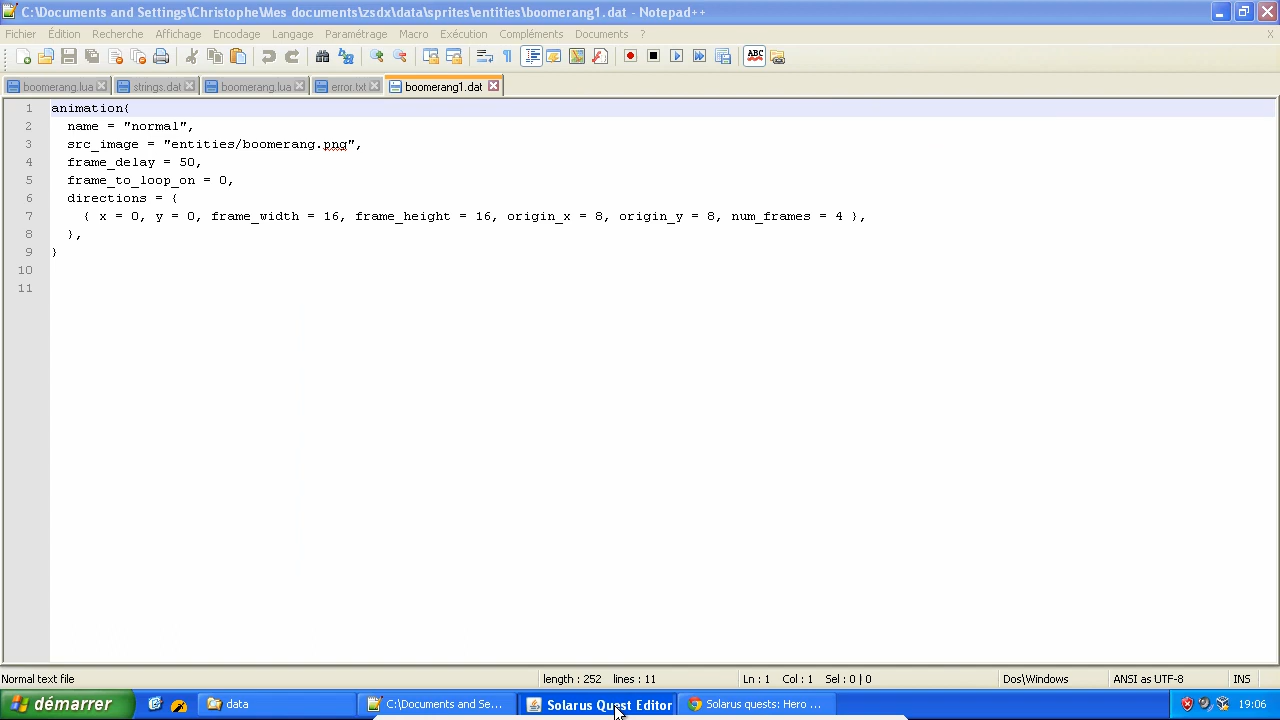 C:\Documents and Settings\Christophe\Mes documents\zsdx\data\sprites\entities\boomerang1.dat - Notepad++
Fichier Édition Recherche Affichage Encodage Langage Paramétrage Macro Exécution Compléments Documents ? X
ABC
boomerang.lua strings.dat boomerang.lua error.txt boomerang1.dat
1 animation{
2 name = "normal",
3 src_image = "entities/boomerang.png",
4 frame_delay = 50,
5 frame_to_loop_on = 0,
6 directions = {
7 { x = 0, y = 0, frame_width = 16, frame_height = 16, origin_x = 8, origin_y = 8, num_frames = 4 },
8 },
9 }
10
11
Normal text file length : 252 lines : 11 Ln : 1 Col : 1 Sel : 0 | 0 Dos\Windows ANSI as UTF-8 INS
démarrer data C:\Documents and Se... Solarus Quest Editor Solarus quests: Hero ... 19:06